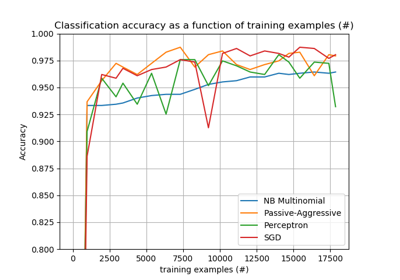 Classification accuracy as a function of training examples (#)
1.000
0.975
0.950
0.925
0.900
0.875
0.850
0.825
0.800
Accuracy
NB Multinomial
Passive-Aggressive
Perceptron
SGD
0 2500 5000 7500 10000 12500 15000 17500
training examples (#)